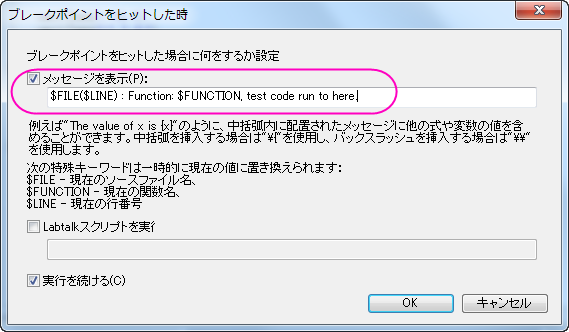 ブレークポイントをヒットした時
ブレークポイントをヒットした場合に何をするか設定
メッセージを表示(P):
$FILE($LINE) : Function: $FUNCTION, test code run to here.
例えば"The value of x is {x}"のように、中括弧内に配置されたメッセージに他の式や変数の値を含
めることができます。中括弧を挿入する場合は"¥{"を使用し、バックスラッシュを挿入する場合は"¥¥"
を使用します。
次の特殊キーワードは一時的に現在の値に置き換えられます:
$FILE - 現在のソースファイル名、
$FUNCTION - 現在の関数名、
$LINE - 現在の行番号
Labtalkスクリプトを実行
実行を続ける(C)
OK
キャンセル